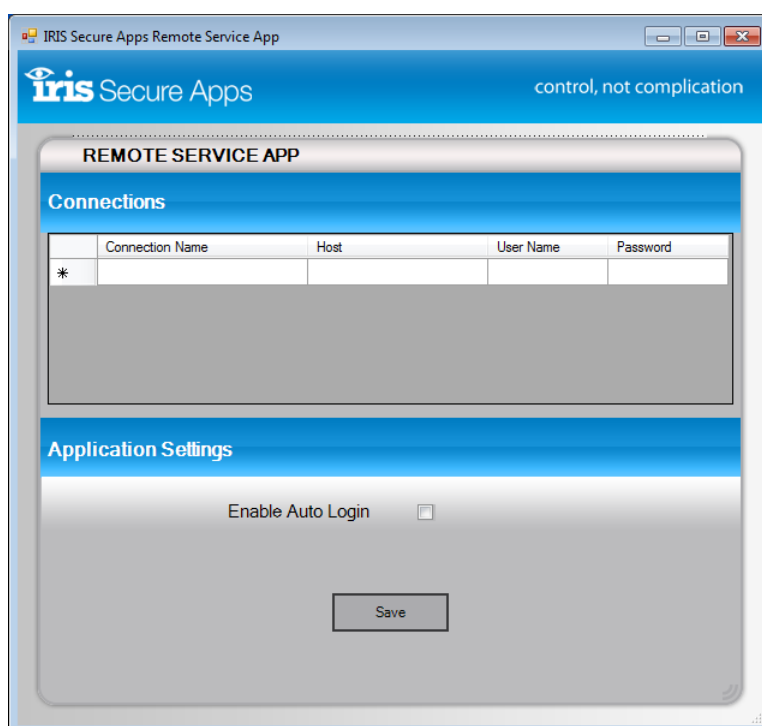 IRIS Secure Apps Remote Service App
iris Secure Apps
control, not complication
REMOTE SERVICE APP
Connections
Connection Name Host User Name Password
*
Application Settings
Enable Auto Login
Save